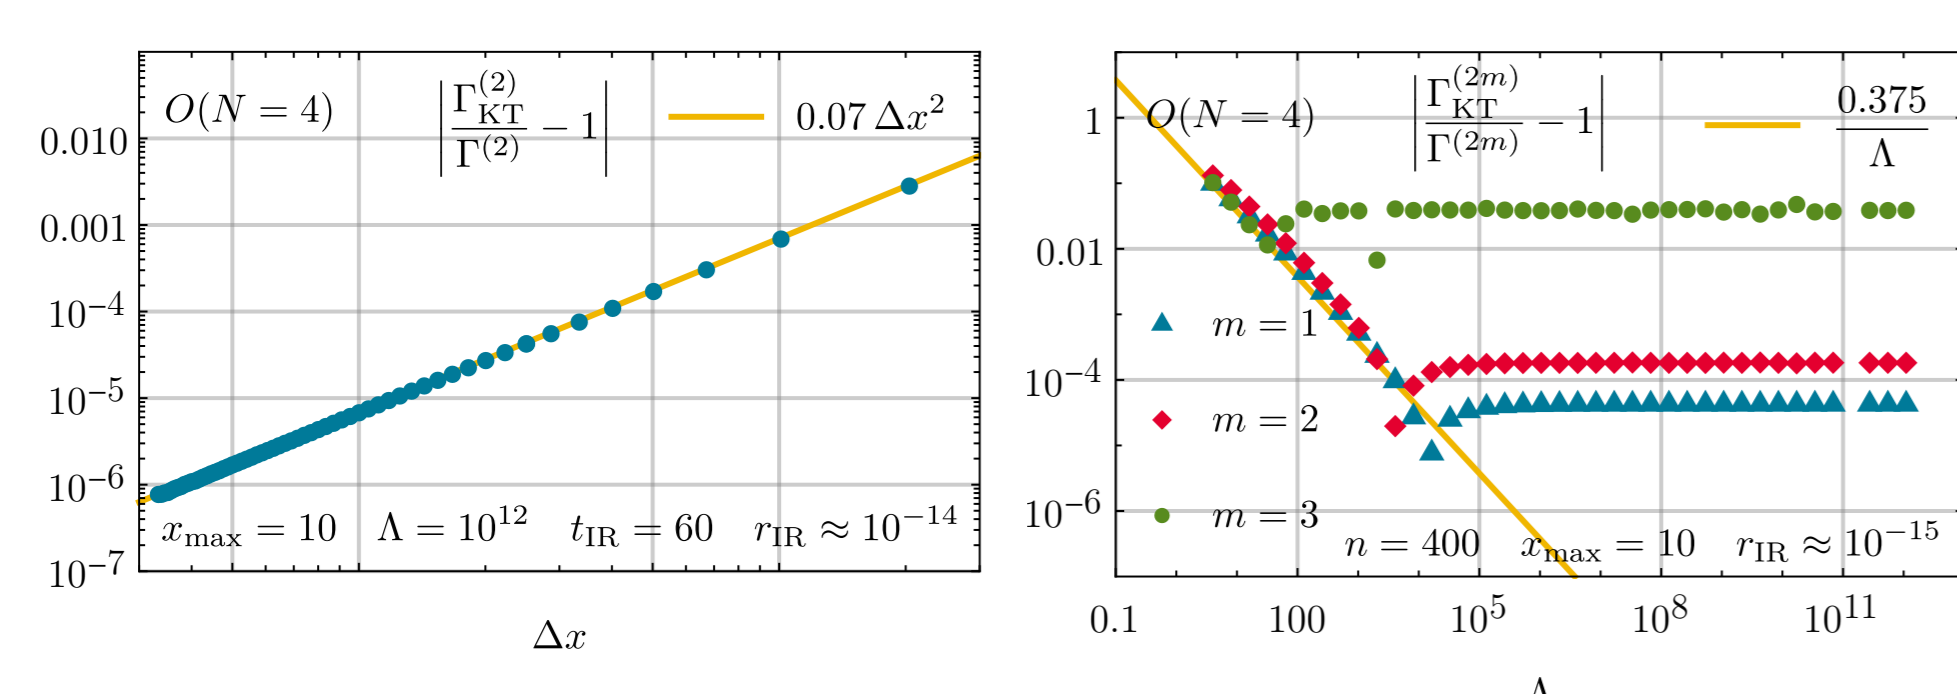 O(N = 4) |Γ_KT^(2) / Γ^(2) − 1| 0.07 Δx²
0.010
0.001
10⁻⁴
10⁻⁵
10⁻⁶
10⁻⁷
x_max = 10 Λ = 10¹² t_IR = 60 r_IR ≈ 10⁻¹⁴
Δx
O(N = 4) |Γ_KT^(2m) / Γ^(2m) − 1| 0.375 / Λ
1
0.01
10⁻⁴
10⁻⁶
m = 1
m = 2
m = 3
n = 400 x_max = 10 r_IR ≈ 10⁻¹⁵
0.1 100 10⁵ 10⁸ 10¹¹